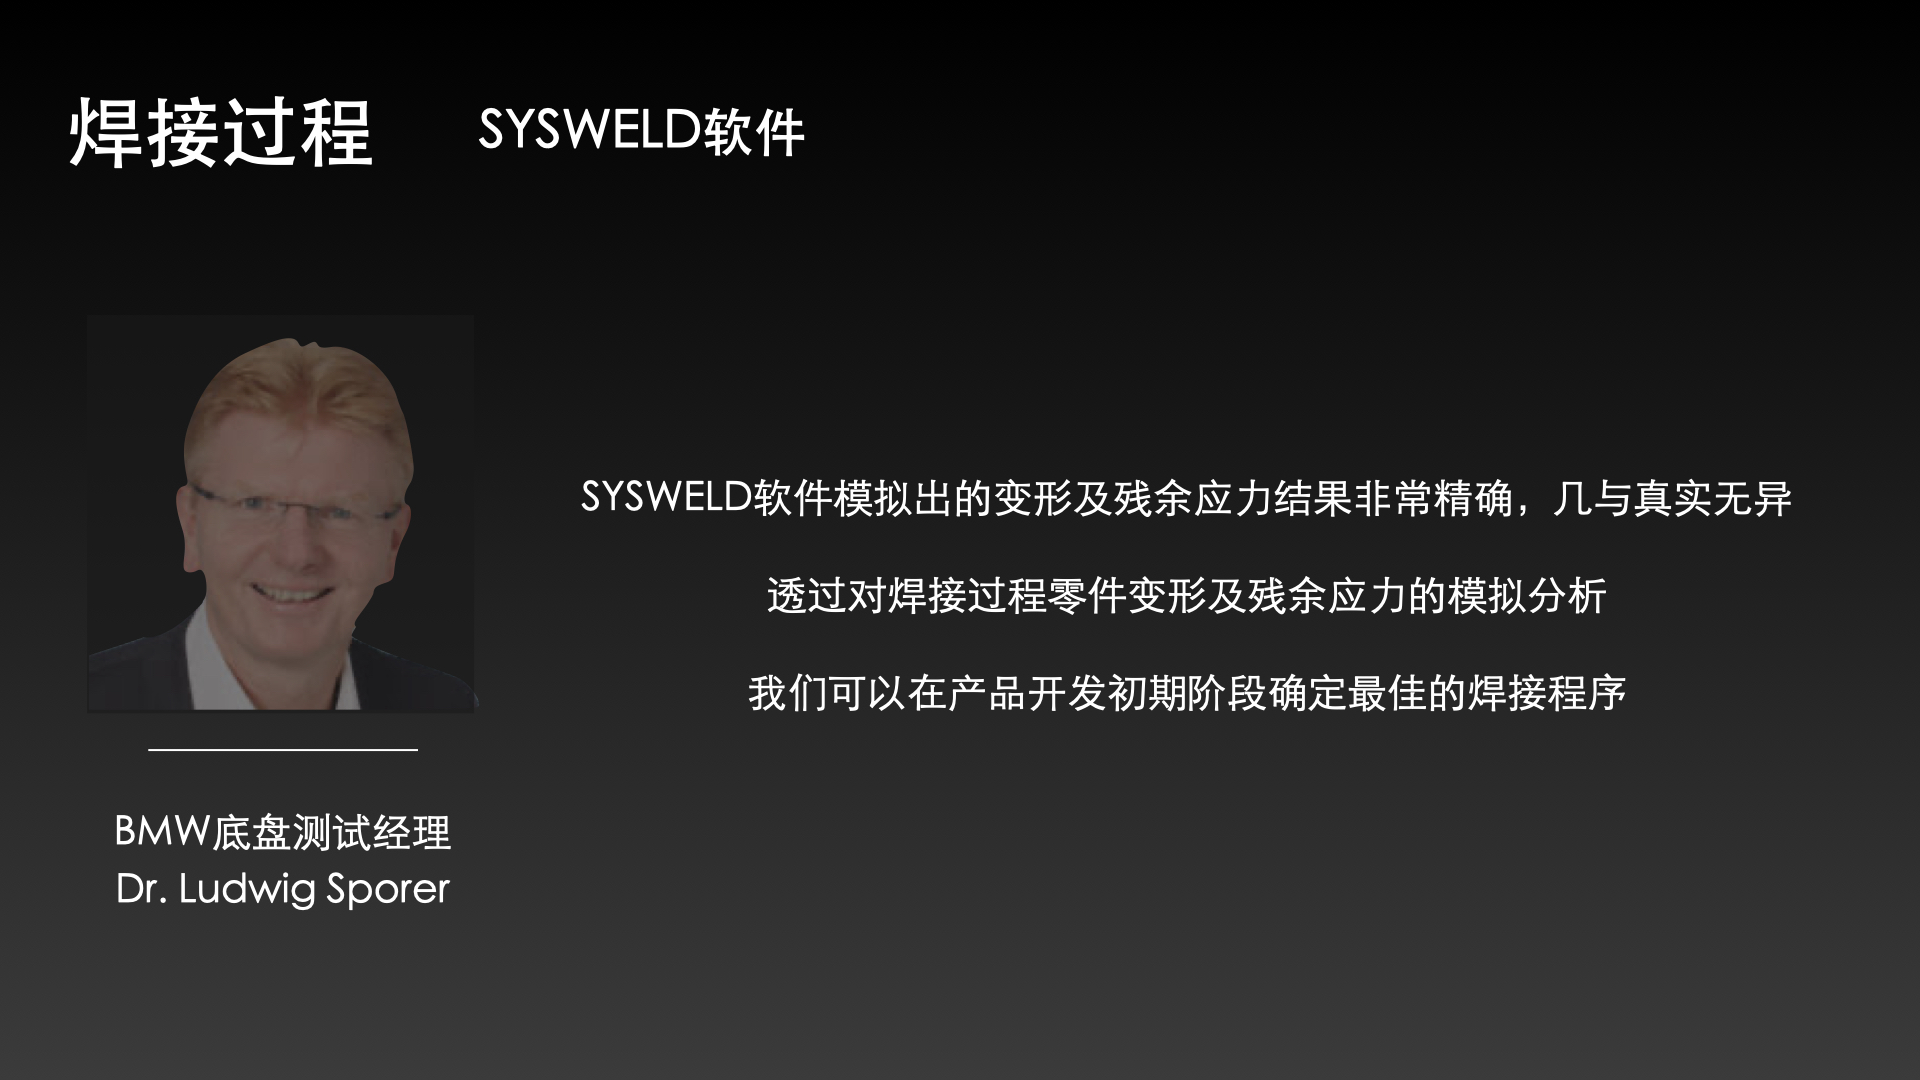 焊接过程
SYSWELD软件
SYSWELD软件模拟出的变形及残余应力结果非常精确，几与真实无异
透过对焊接过程零件变形及残余应力的模拟分析
我们可以在产品开发初期阶段确定最佳的焊接程序
BMW底盘测试经理
Dr. Ludwig Sporer